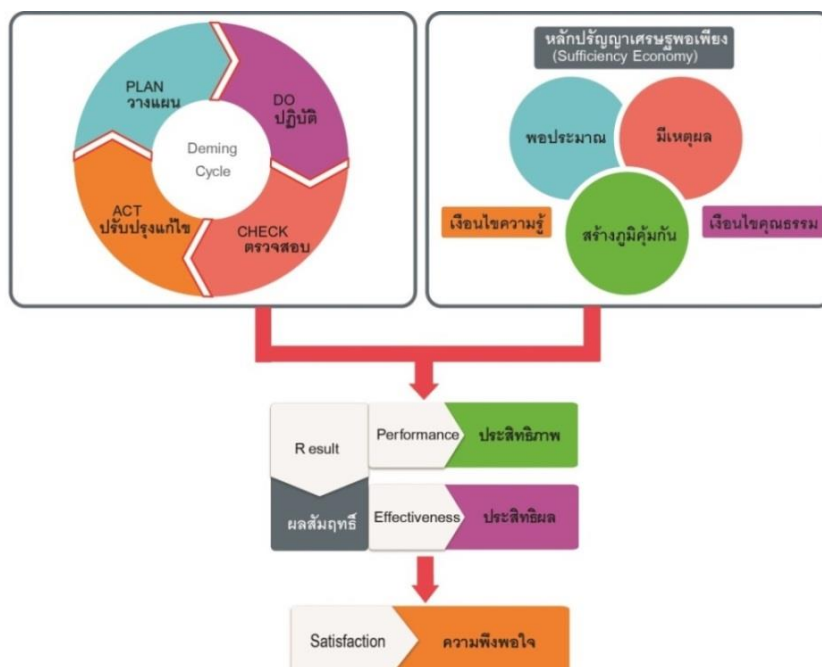 PLAN
วางแผน
DO
ปฏิบัติ
Deming
Cycle
ACT
ปรับปรุงแก้ไข
CHECK
ตรวจสอบ
หลักปรัญญาเศรษฐพอเพียง
(Sufficiency Economy)
พอประมาณ
มีเหตุผล
เงือนไขความรู้
สร้างภูมิคุ้มกัน
เงือนไขคุณธรรม
R esult
Performance
ประสิทธิภาพ
ผลสัมฤทธิ์
Effectiveness
ประสิทธิผล
Satisfaction
ความพึงพอใจ